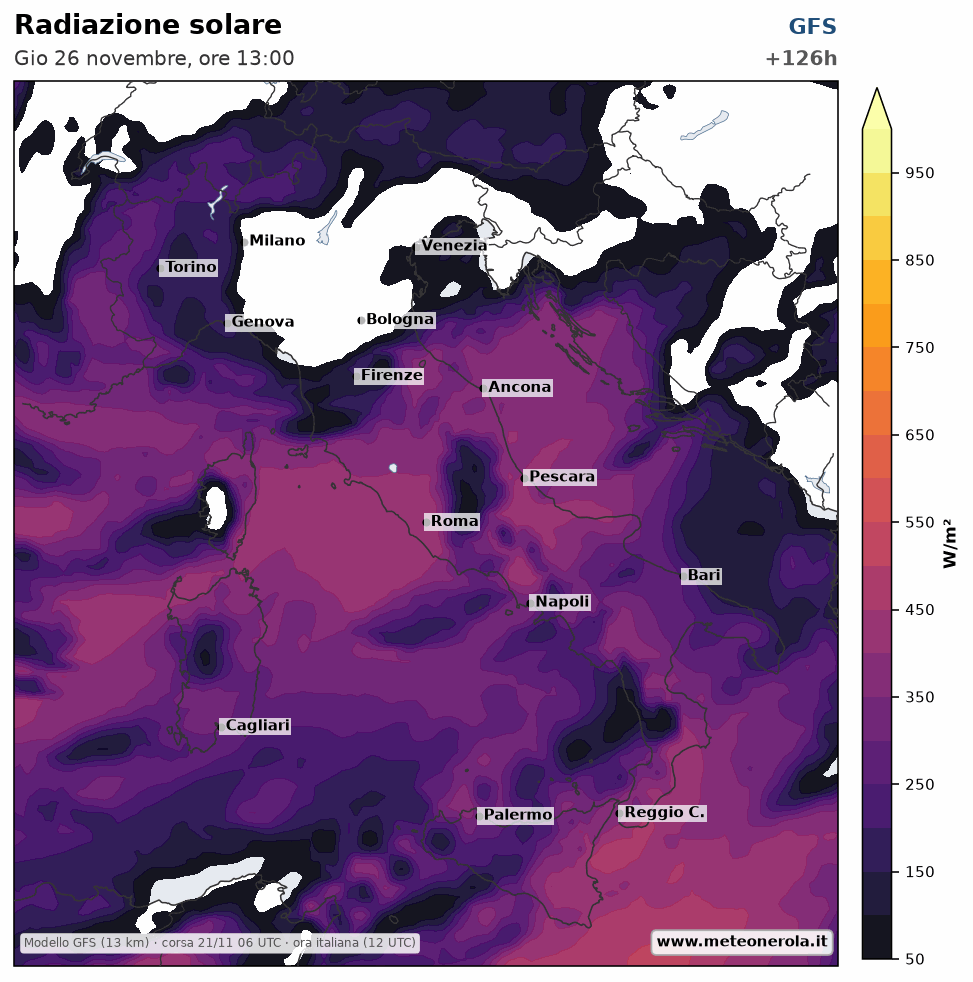 Radiazione solare
GFS
Gio 26 novembre, ore 13:00
+126h
Milano
Venezia
Torino
Genova
Bologna
Firenze
Ancona
Pescara
Roma
Bari
Napoli
Cagliari
Palermo
Reggio C.
950
850
750
650
550
450
350
250
150
50
W/m²
Modello GFS (13 km) · corsa 21/11 06 UTC · ora italiana (12 UTC)
www.meteonerola.it